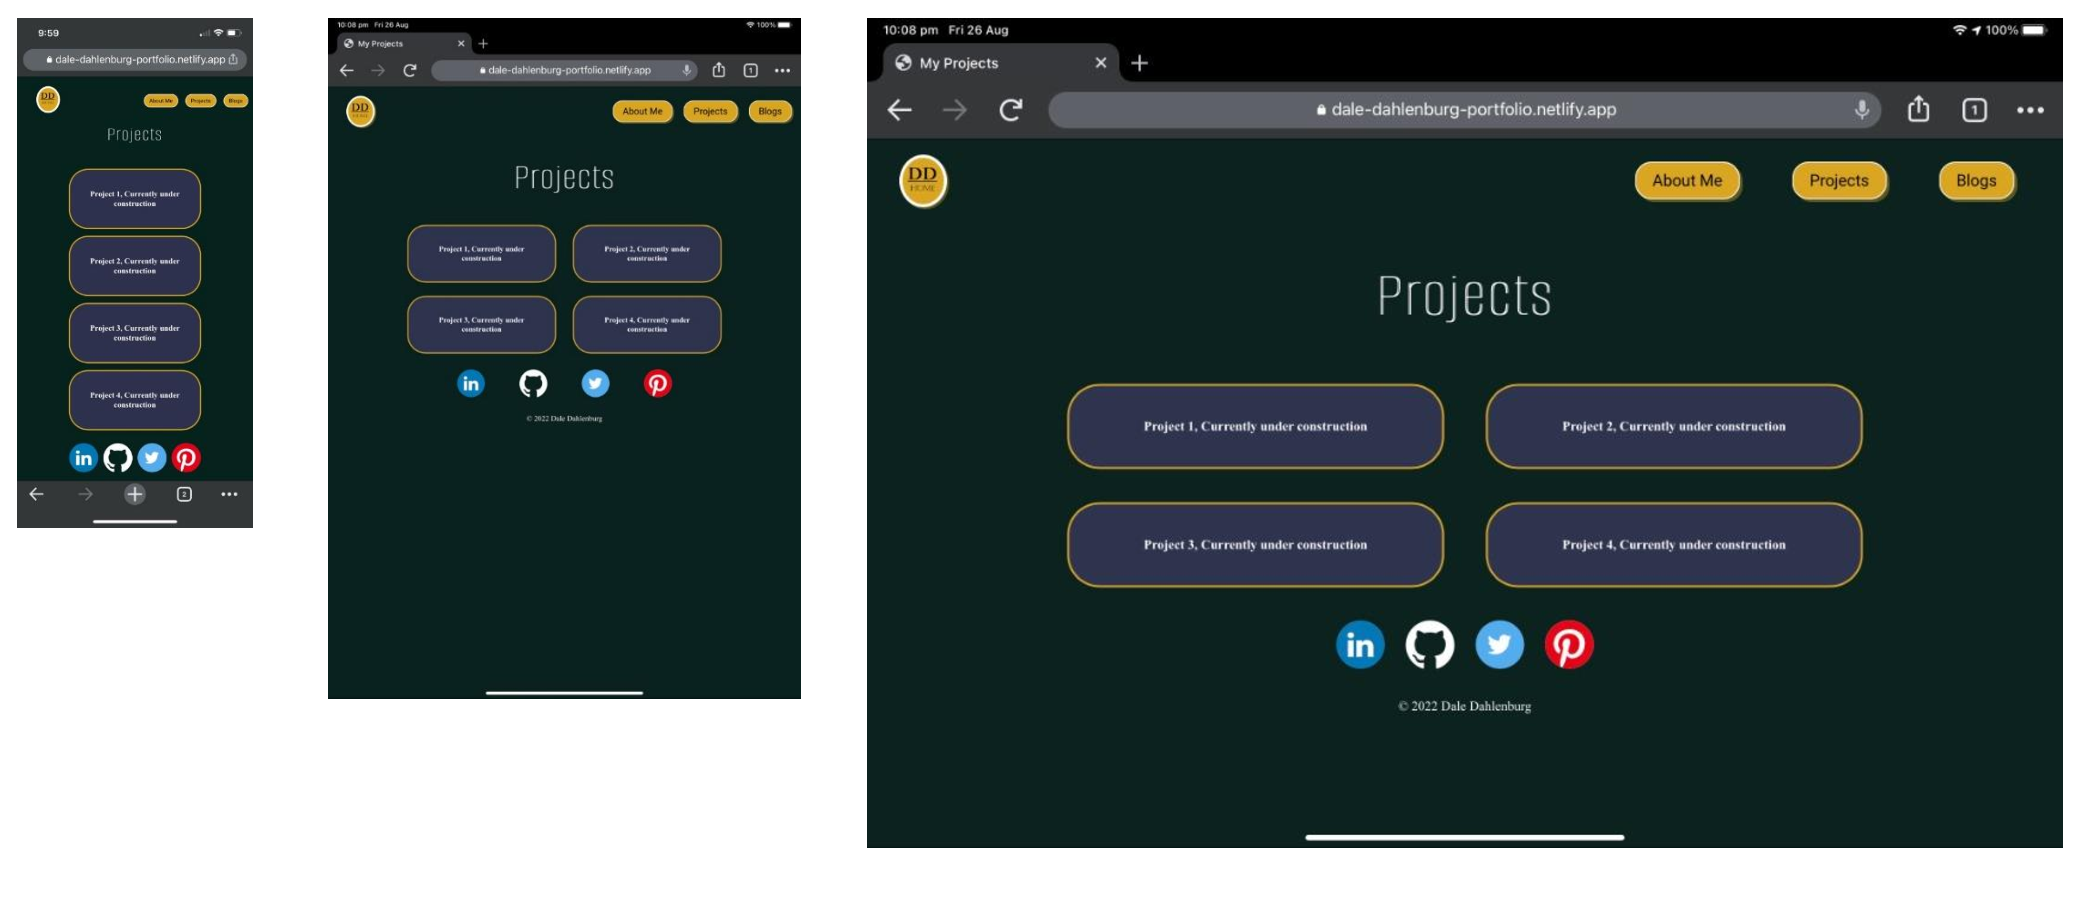 9:59
dale-dahlenburg-portfolio.netlify.app
DD
About Me Projects Blogs
Projects
Project 1, Currently under
construction
Project 2, Currently under
construction
Project 3, Currently under
construction
Project 4, Currently under
construction
in
2
10:08 pm Fri 26 Aug
100%
My Projects
dale-dahlenburg-portfolio.netlify.app
1
DD
HOME
About Me Projects Blogs
Projects
Project 1, Currently under
construction
Project 2, Currently under
construction
Project 3, Currently under
construction
Project 4, Currently under
construction
in
© 2022 Dale Dahlenburg
10:08 pm Fri 26 Aug
100%
My Projects
dale-dahlenburg-portfolio.netlify.app
1
DD
HOME
About Me Projects Blogs
Projects
Project 1, Currently under construction
Project 2, Currently under construction
Project 3, Currently under construction
Project 4, Currently under construction
in
© 2022 Dale Dahlenburg